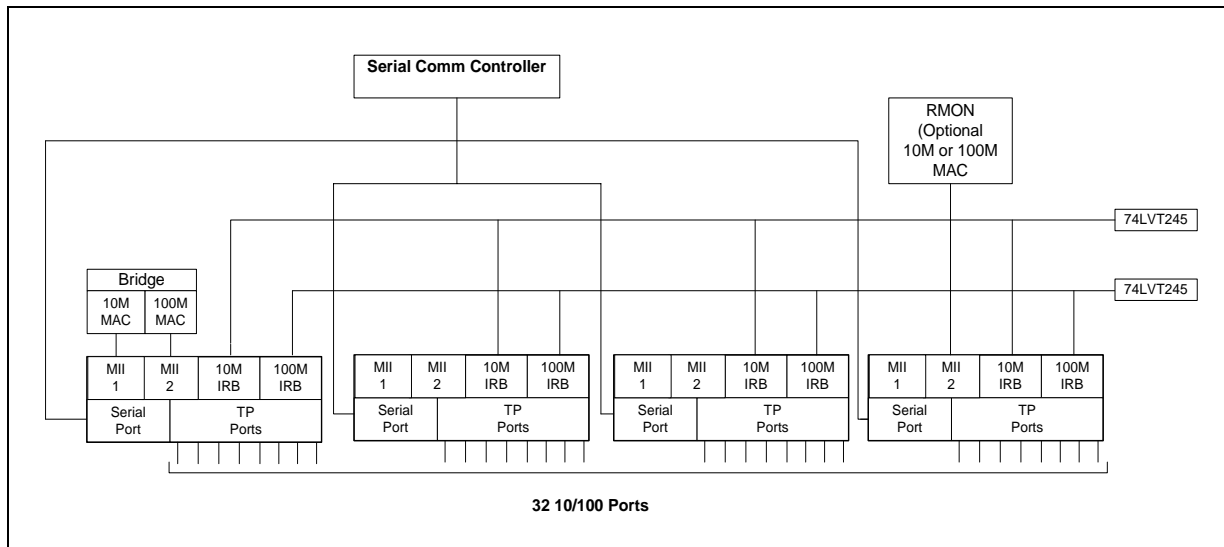 Serial Comm Controller
RMON
(Optional
10M or 100M
MAC
74LVT245
74LVT245
Bridge
10M
MAC
100M
MAC
MII
1
MII
2
10M
IRB
100M
IRB
Serial
Port
TP
Ports
MII
1
MII
2
10M
IRB
100M
IRB
Serial
Port
TP
Ports
MII
1
MII
2
10M
IRB
100M
IRB
Serial
Port
TP
Ports
MII
1
MII
2
10M
IRB
100M
IRB
Serial
Port
TP
Ports
32 10/100 Ports